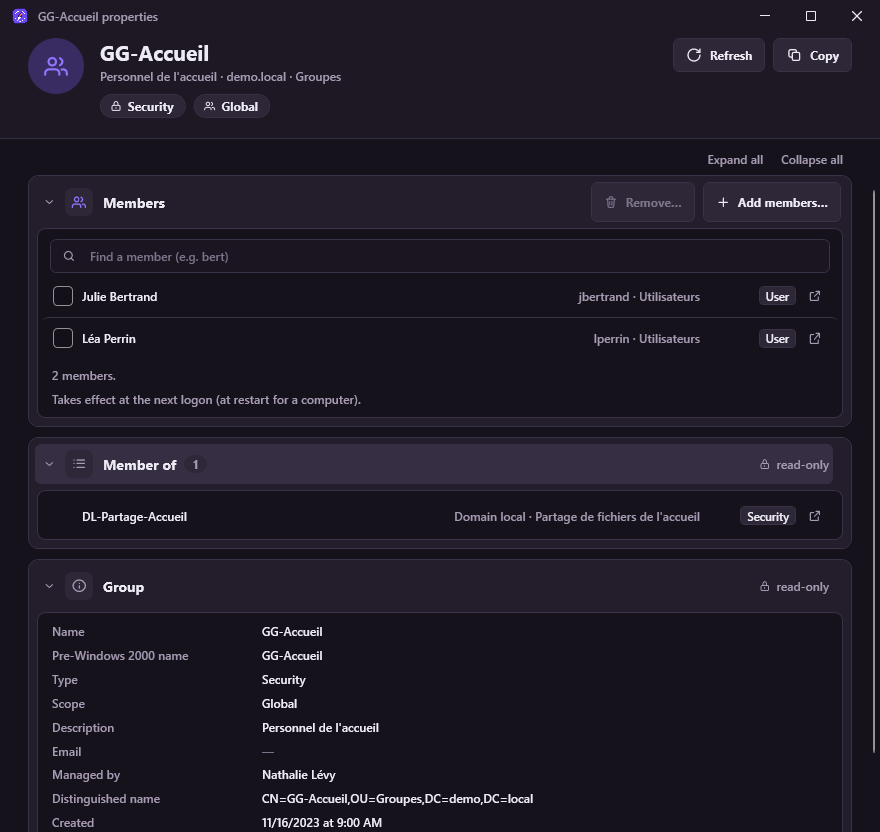 GG-Accueil properties
GG-Accueil
Personnel de l'accueil · demo.local · Groupes
Refresh
Copy
Security
Global
Expand all
Collapse all
Members
Remove...
Add members...
Find a member (e.g. bert)
Julie Bertrand
jbertrand · Utilisateurs
User
Léa Perrin
lperrin · Utilisateurs
User
2 members.
Takes effect at the next logon (at restart for a computer).
Member of 1
read-only
DL-Partage-Accueil
Domain local · Partage de fichiers de l'accueil
Security
Group
read-only
Name GG-Accueil
Pre-Windows 2000 name GG-Accueil
Type Security
Scope Global
Description Personnel de l'accueil
Email —
Managed by Nathalie Lévy
Distinguished name CN=GG-Accueil,OU=Groupes,DC=demo,DC=local
Created 11/16/2023 at 9:00 AM